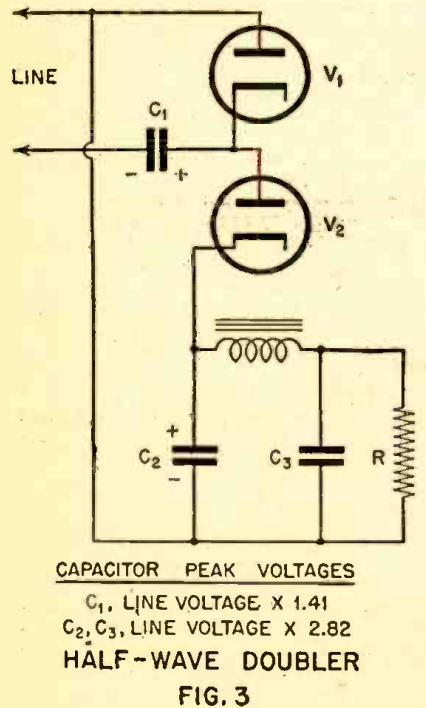 LINE
V₁
C₁
- +
V₂
+
C₂
-
C₃
R
CAPACITOR PEAK VOLTAGES
C₁, LINE VOLTAGE X 1.41
C₂, C₃, LINE VOLTAGE X 2.82
HALF-WAVE DOUBLER
FIG. 3